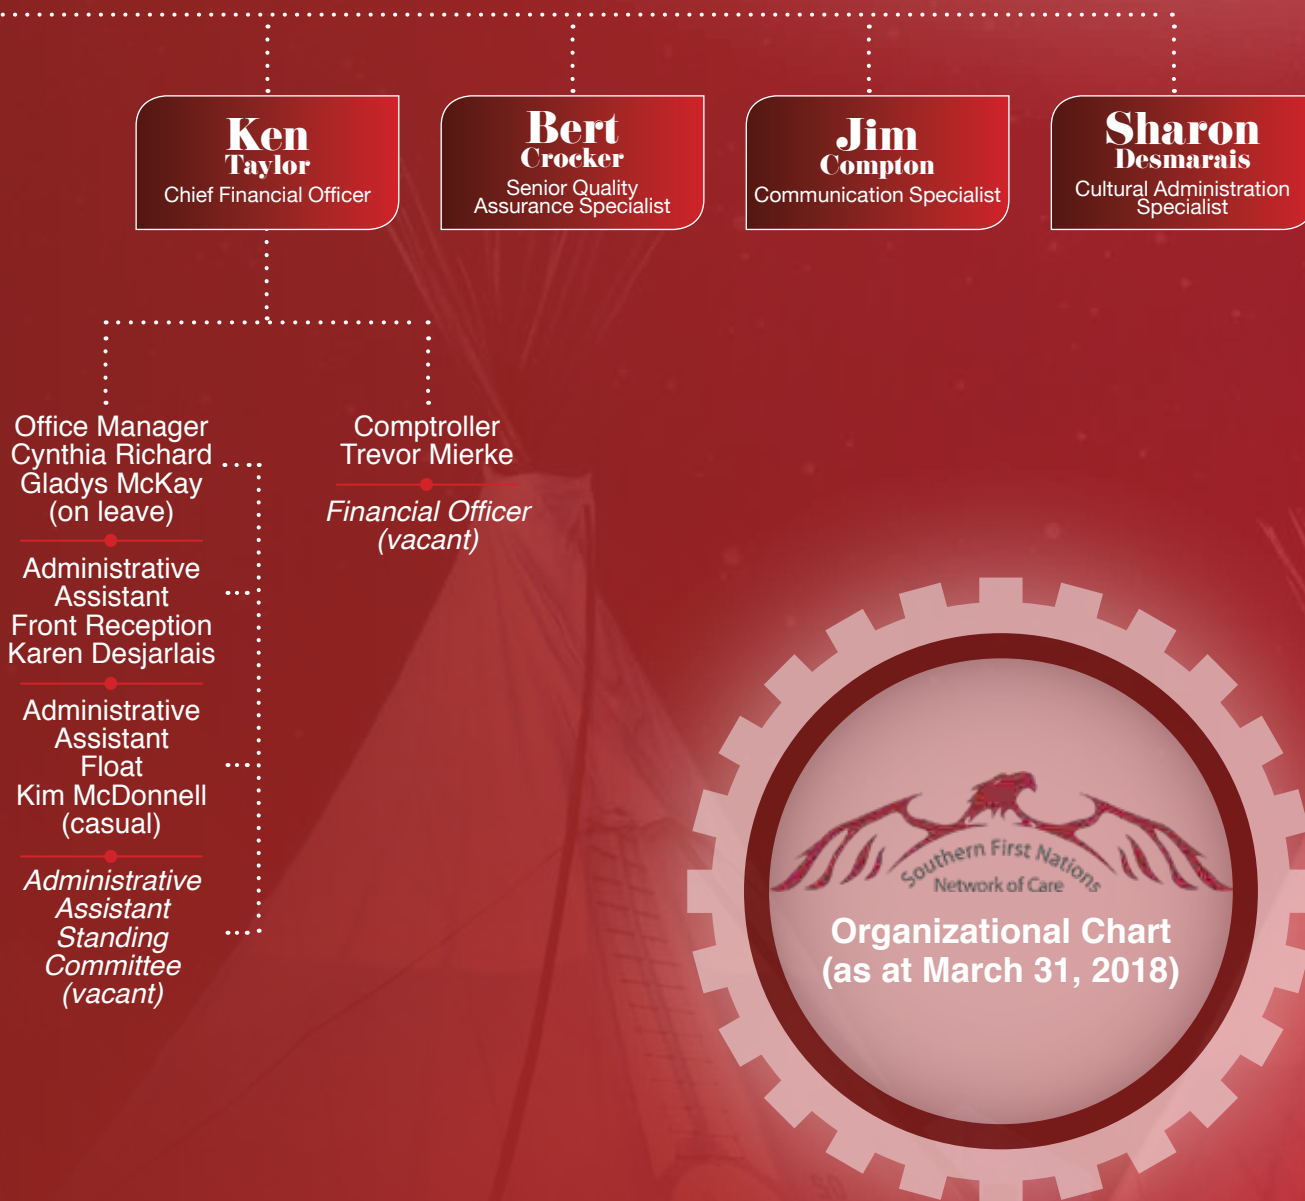 Ken
Taylor
Chief Financial Officer
Bert
Crocker
Senior Quality
Assurance Specialist
Jim
Compton
Communication Specialist
Sharon
Desmarais
Cultural Administration
Specialist
Office Manager
Cynthia Richard
Gladys McKay
(on leave)
Administrative
Assistant
Front Reception
Karen Desjarlais
Administrative
Assistant
Float
Kim McDonnell
(casual)
Administrative
Assistant
Standing
Committee
(vacant)
Comptroller
Trevor Mierke
Financial Officer
(vacant)
Southern First Nations
Network of Care
Organizational Chart
(as at March 31, 2018)